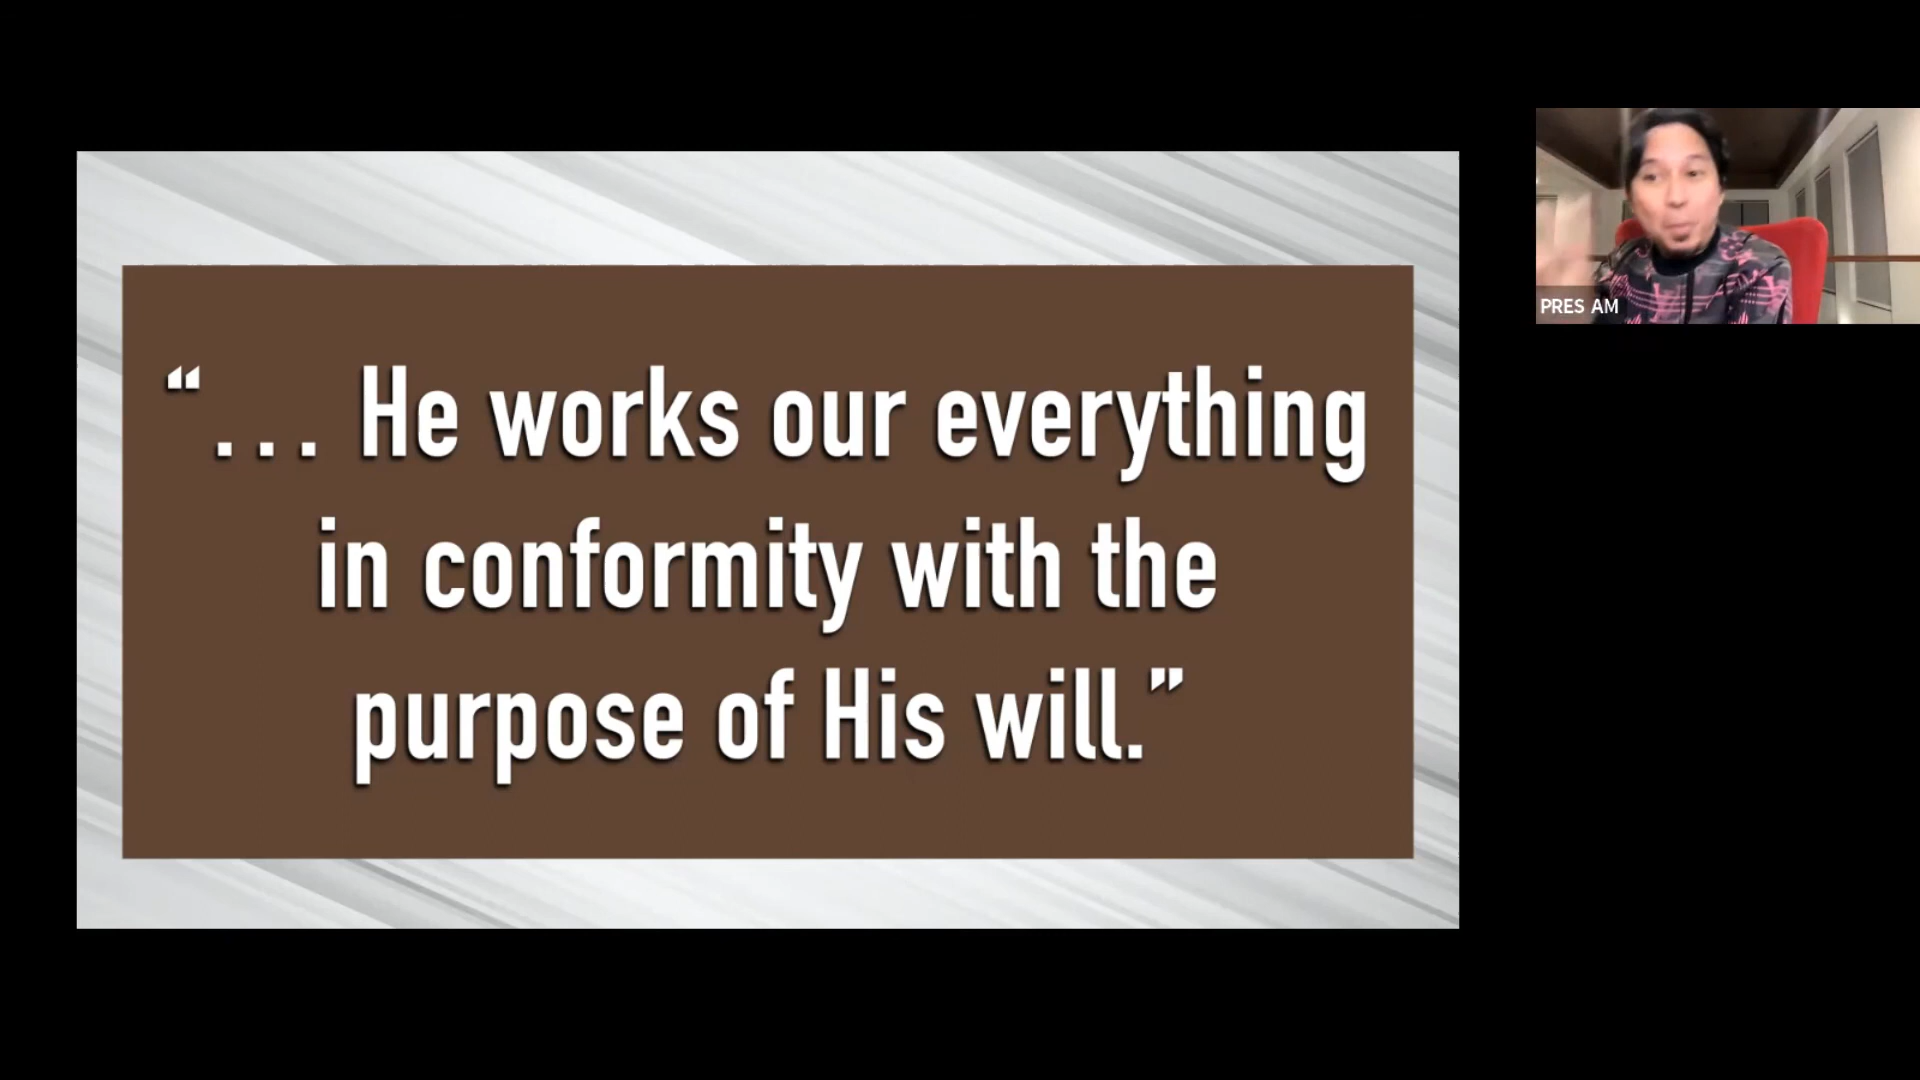 “... He works our everything
in conformity with the
purpose of His will.”
PRES AM